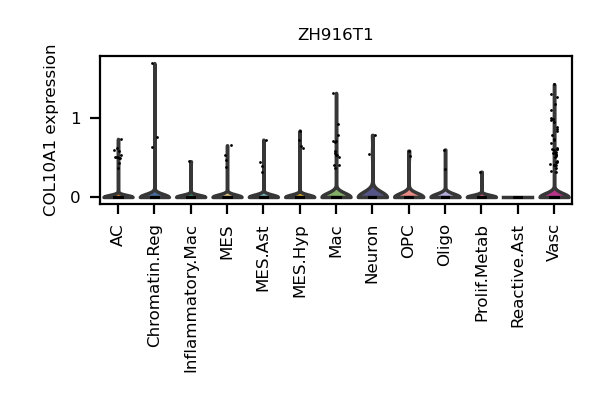 ZH916T1
COL10A1 expression
1
0
AC
Chromatin.Reg
Inflammatory.Mac
MES
MES.Ast
MES.Hyp
Mac
Neuron
OPC
Oligo
Prolif.Metab
Reactive.Ast
Vasc